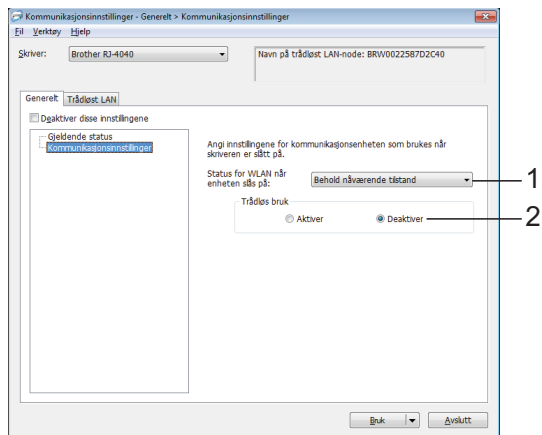 Kommunikasjonsinnstillinger - Generelt > Kommunikasjonsinnstillinger
Fil Verktøy Hjelp
Skriver:
Brother RJ-4040
Navn på trådløst LAN-node: BRW0022587D2C40
Generelt
Trådløst LAN
Deaktiver disse innstillingene
Gjeldende status
Kommunikasjonsinnstillinger
Angi innstillingene for kommunikasjonsenheten som brukes når
skriveren er slått på.
Status for WLAN når
enheten slås på:
Behold nåværende tilstand
1
Trådløs bruk
Aktiver
Deaktiver
2
Bruk
Avslutt